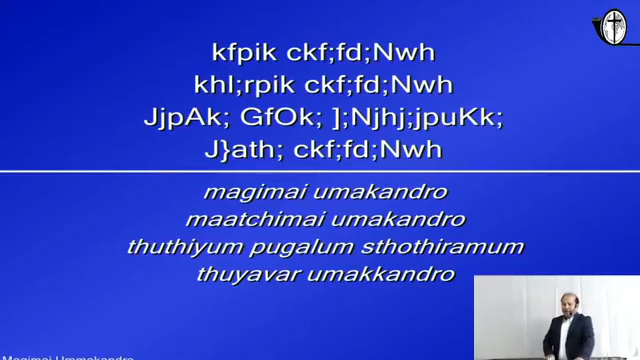 kfpik ckf;fd;Nwh
khl;rpik ckf;fd;Nwh
JjpAk; GfOk; ];Njhj;jpuKk;
J}ath; ckf;fd;Nwh
magimai umakandro
maatchimai umakandro
thuthiyum pugalum sthothiramum
thuyavar umakkandro
Magimai Ummakandro